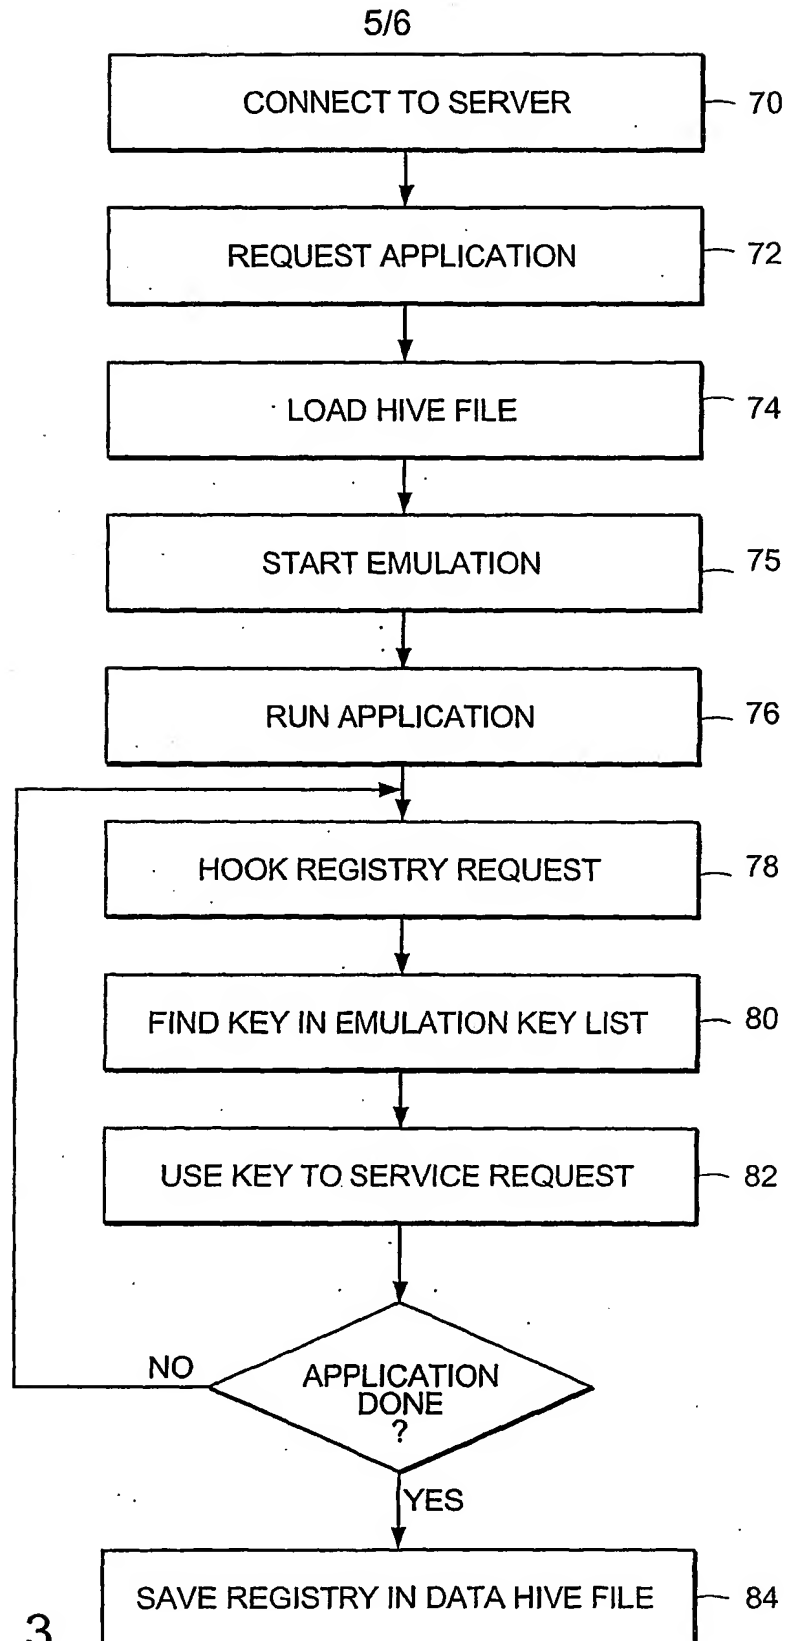 5/6
CONNECT TO SERVER
70
REQUEST APPLICATION
72
LOAD HIVE FILE
74
START EMULATION
75
RUN APPLICATION
76
HOOK REGISTRY REQUEST
78
FIND KEY IN EMULATION KEY LIST
80
USE KEY TO SERVICE REQUEST
82
NO
APPLICATION
DONE
?
YES
SAVE REGISTRY IN DATA HIVE FILE
84
3